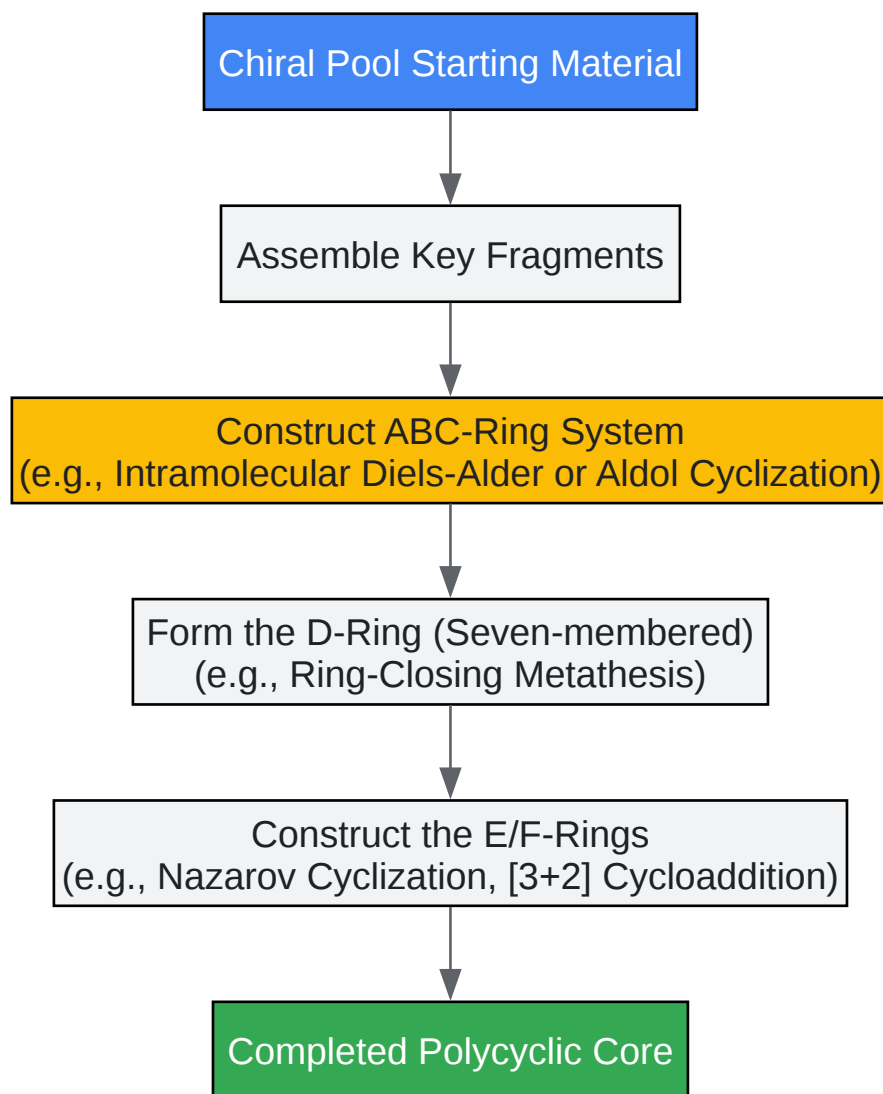 Chiral Pool Starting Material
Assemble Key Fragments
Construct ABC-Ring System
(e.g., Intramolecular Diels-Alder or Aldol Cyclization)
Form the D-Ring (Seven-membered)
(e.g., Ring-Closing Metathesis)
Construct the E/F-Rings
(e.g., Nazarov Cyclization, [3+2] Cycloaddition)
Completed Polycyclic Core